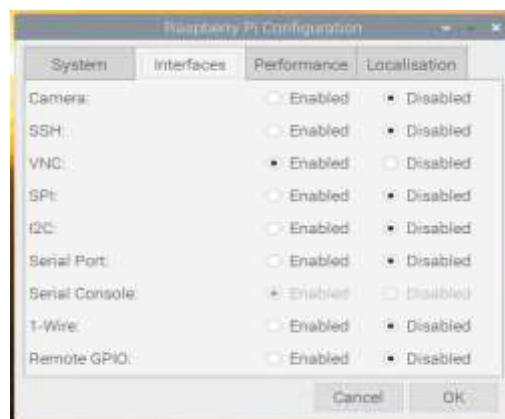 Raspberry Pi Configuration
System Interfaces Performance Localisation
Camera: Enabled Disabled
SSH: Enabled Disabled
VNC: Enabled Disabled
SPI: Enabled Disabled
I2C: Enabled Disabled
Serial Port: Enabled Disabled
Serial Console: Enabled Disabled
1-Wire: Enabled Disabled
Remote GPIO: Enabled Disabled
Cancel OK